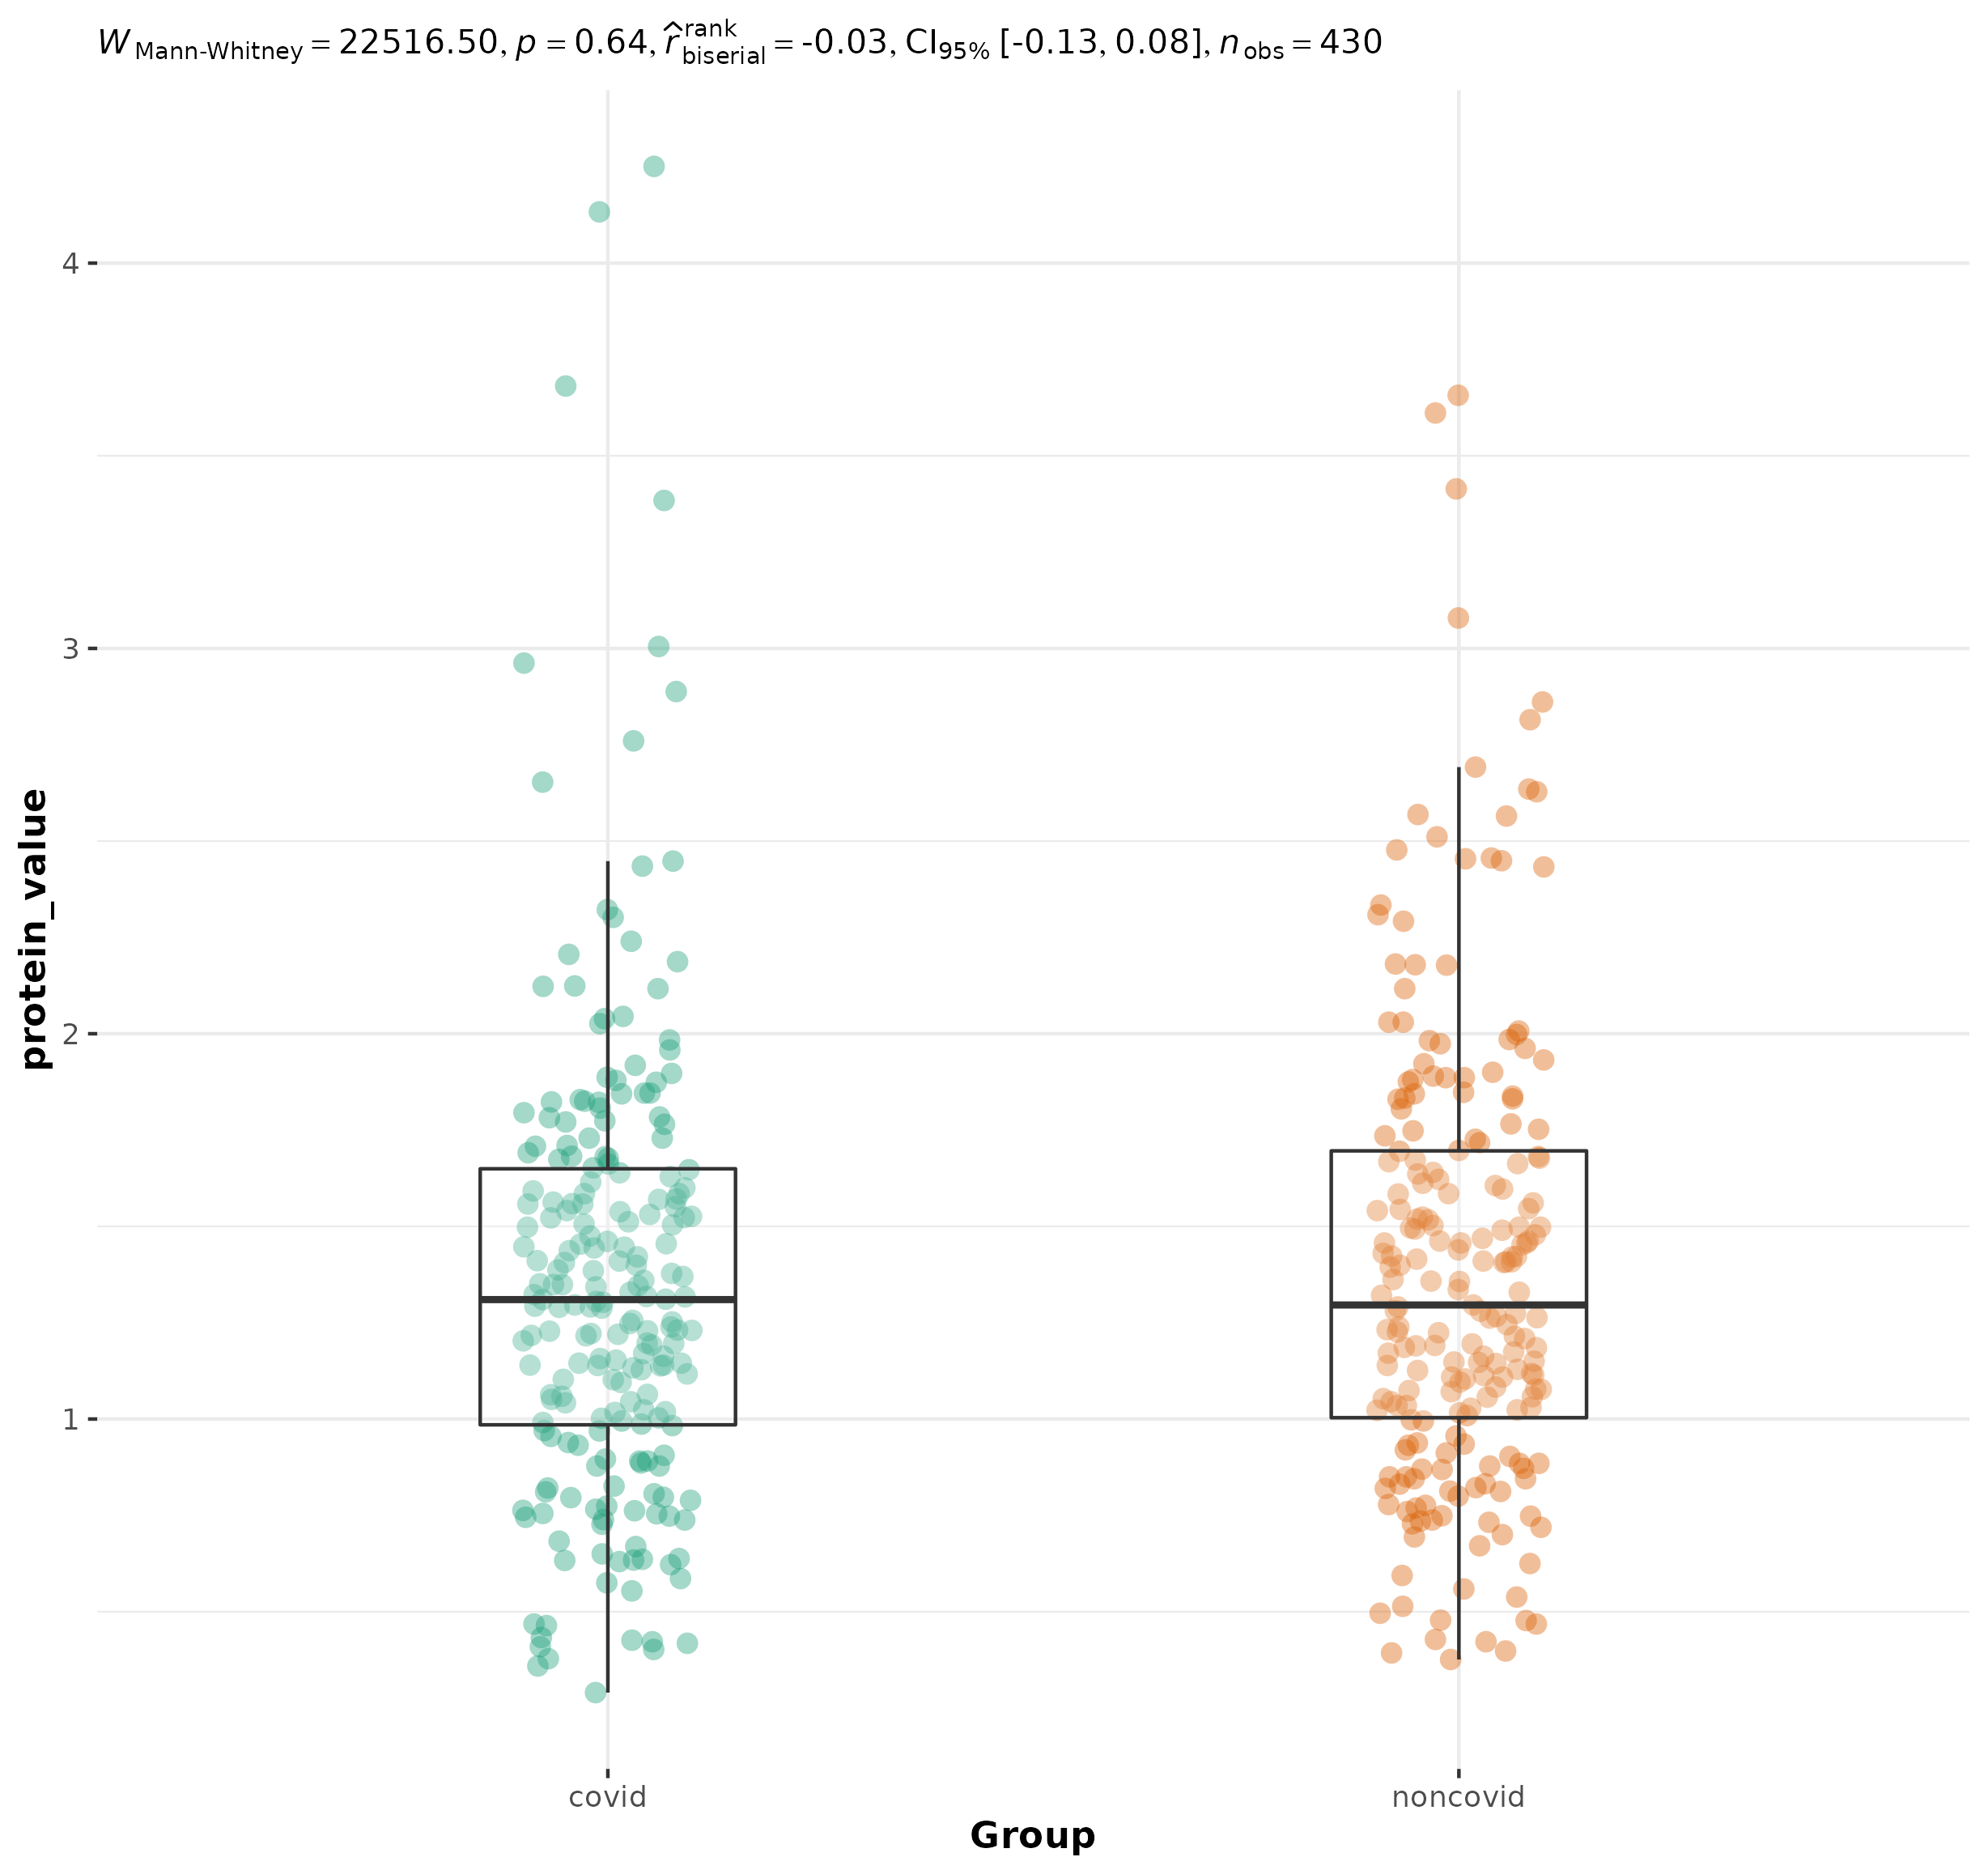 W Mann-Whitney = 22516.50, p = 0.64, r̂ rank biserial = -0.03, CI95% [-0.13, 0.08], n obs = 430
4
3
2
1
protein_value
covid noncovid
Group